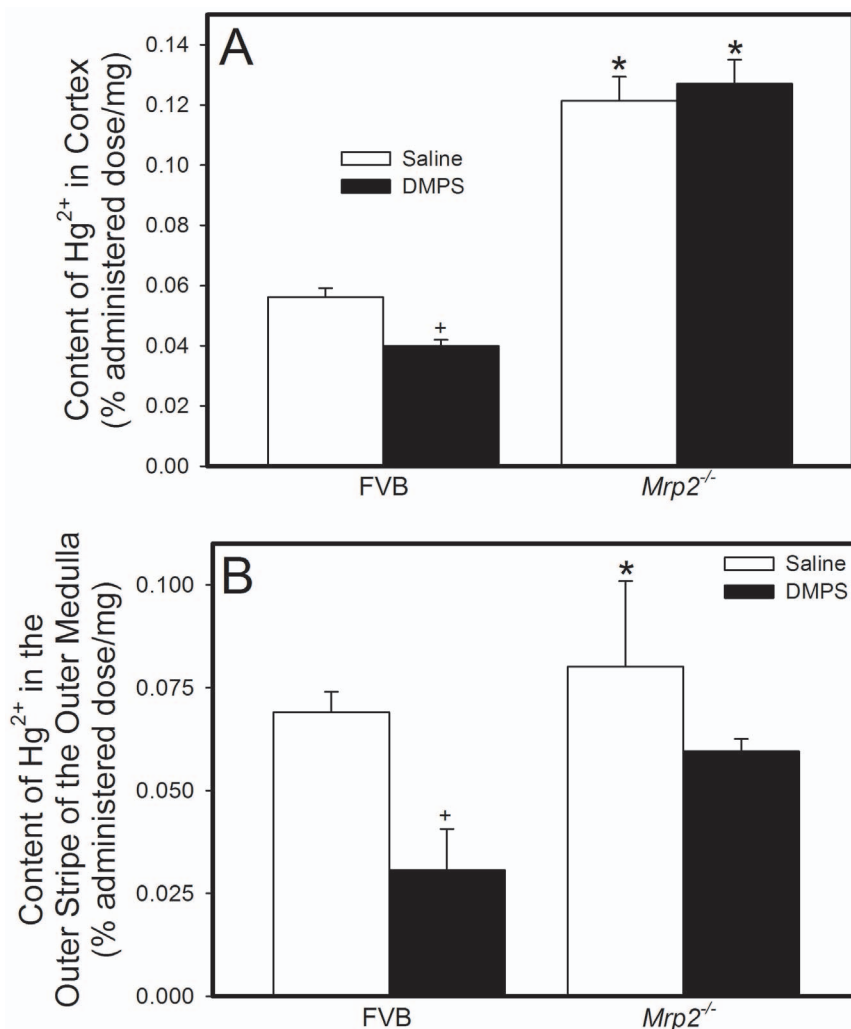 A
Content of Hg²⁺ in Cortex
(% administered dose/mg)
0.14
0.12
0.10
0.08
0.06
0.04
0.02
0.00
Saline
DMPS
*
*
+
FVB
Mrp2⁻/⁻
B
Content of Hg²⁺ in the
Outer Stripe of the Outer Medulla
(% administered dose/mg)
0.100
0.075
0.050
0.025
0.000
Saline
DMPS
*
+
FVB
Mrp2⁻/⁻